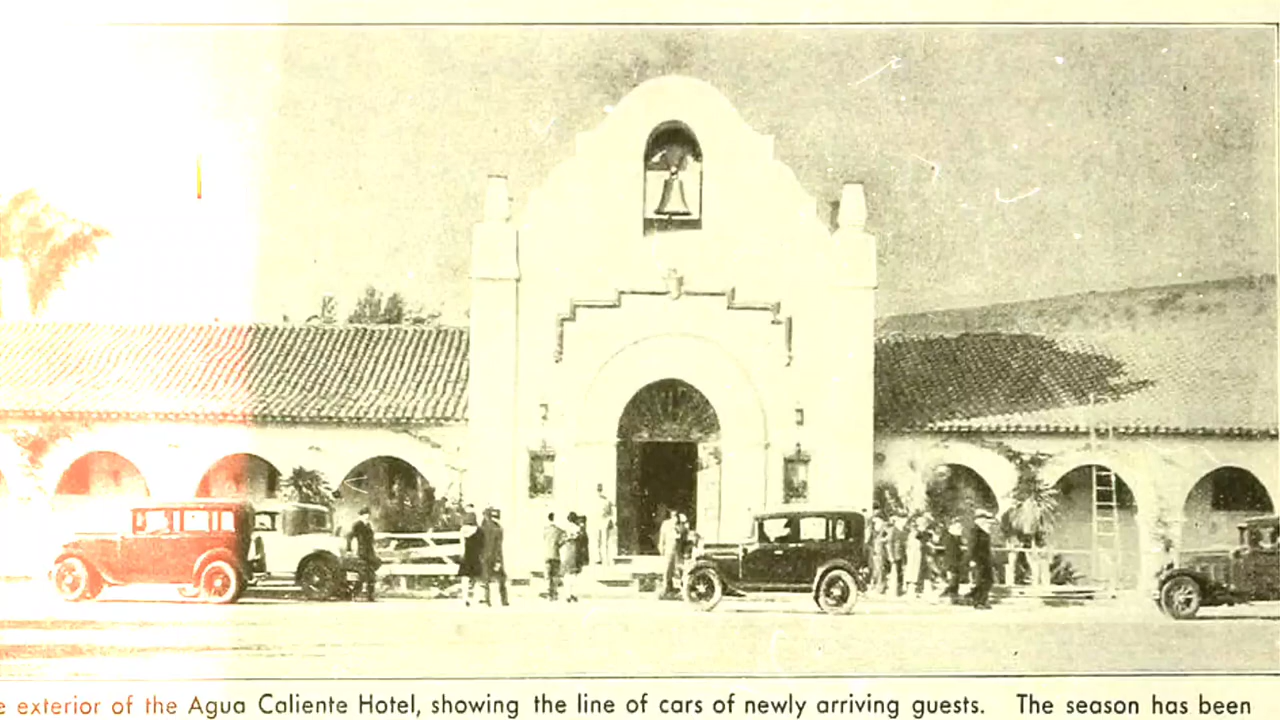 e exterior of the Agua Caliente Hotel, showing the line of cars of newly arriving guests. The season has been